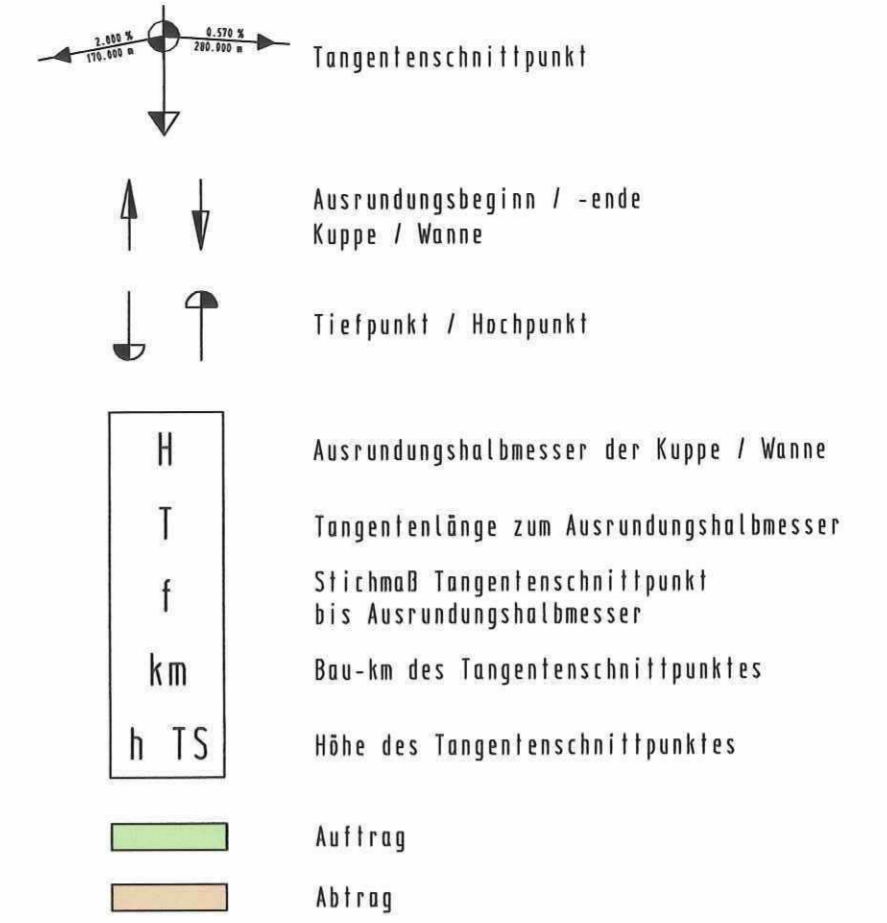 2.000 %
170.000 m
0.570 %
280.900 m
Tangentenschnittpunkt
Ausrundungsbeginn / -ende
Kuppe / Wanne
Tiefpunkt / Hochpunkt
H
Ausrundungshalbmesser der Kuppe / Wanne
T
Tangentenlänge zum Ausrundungshalbmesser
f
Stichmaß Tangentenschnittpunkt
bis Ausrundungshalbmesser
km
Bau-km des Tangentenschnittpunktes
h TS
Höhe des Tangentenschnittpunktes
Auftrag
Abtrag